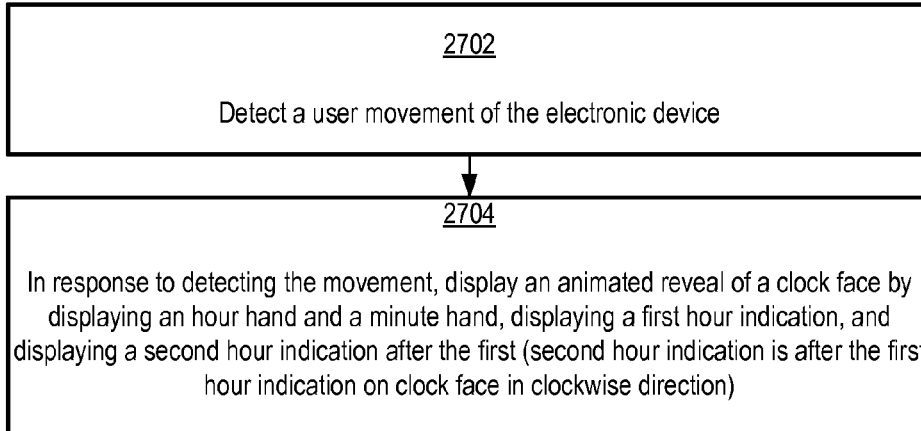 2702
Detect a user movement of the electronic device
2704
In response to detecting the movement, display an animated reveal of a clock face by
displaying an hour hand and a minute hand, displaying a first hour indication, and
displaying a second hour indication after the first (second hour indication is after the first
hour indication on clock face in clockwise direction)